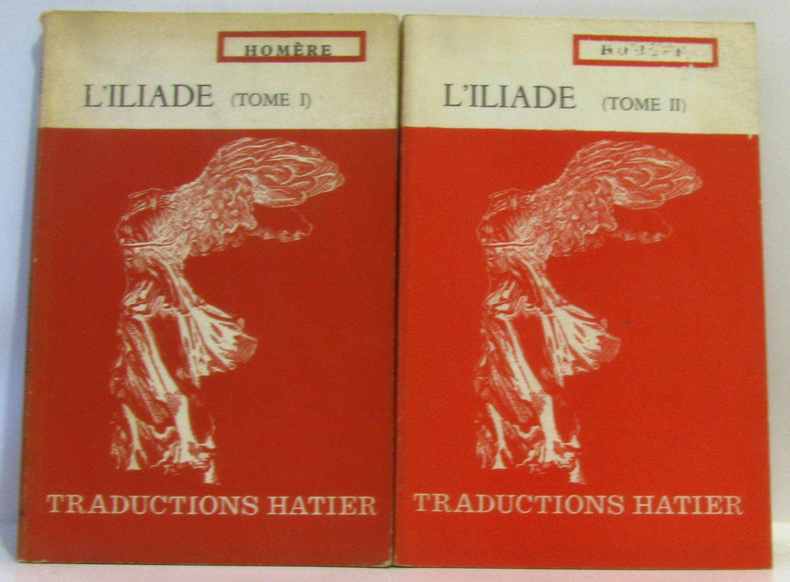 HOMÈRE
L'ILIADE (TOME I)
TRADUCTIONS HATIER
L'ILIADE (TOME II)
TRADUCTIONS HATIER